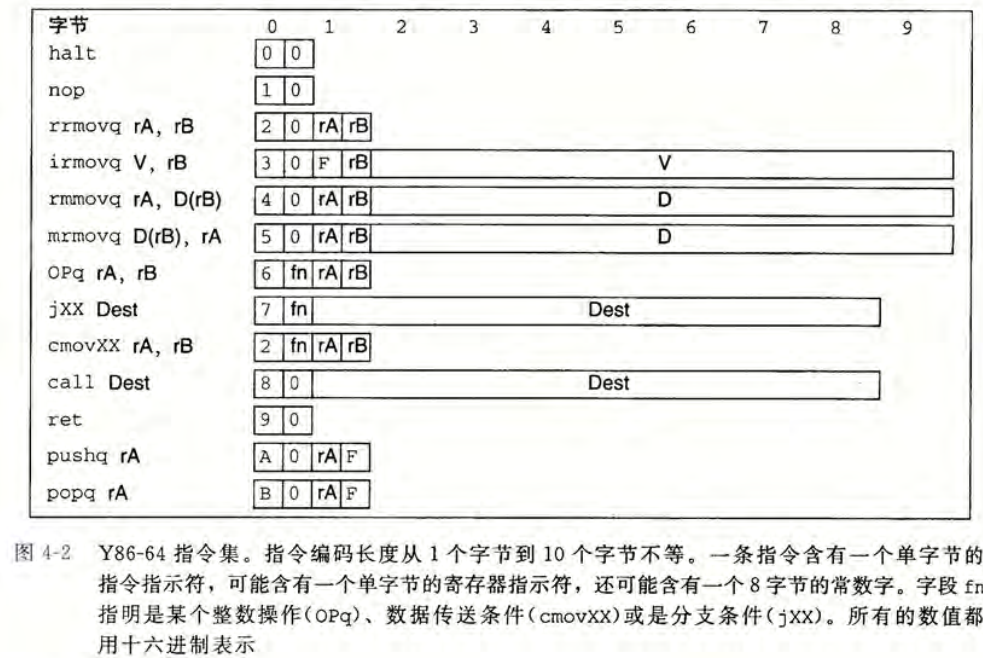 字节 0 1 2 3 4 5 6 7 8 9
halt 0 0
nop 1 0
rrmovq rA, rB 2 0 rA rB
irmovq V, rB 3 0 F rB V
rmmovq rA, D(rB) 4 0 rA rB D
mrmovq D(rB), rA 5 0 rA rB D
OPq rA, rB 6 fn rA rB
jXX Dest 7 fn Dest
cmovXX rA, rB 2 fn rA rB
call Dest 8 0 Dest
ret 9 0
pushq rA A 0 rA F
popq rA B 0 rA F
图 4-2 Y86-64 指令集。指令编码长度从 1 个字节到 10 个字节不等。一条指令含有一个单字节的
指令指示符，可能含有一个单字节的寄存器指示符，还可能含有一个 8 字节的常数字。字段 fn
指明是某个整数操作(OPq)、数据传送条件(cmovXX)或是分支条件(jXX)。所有的数值都
用十六进制表示